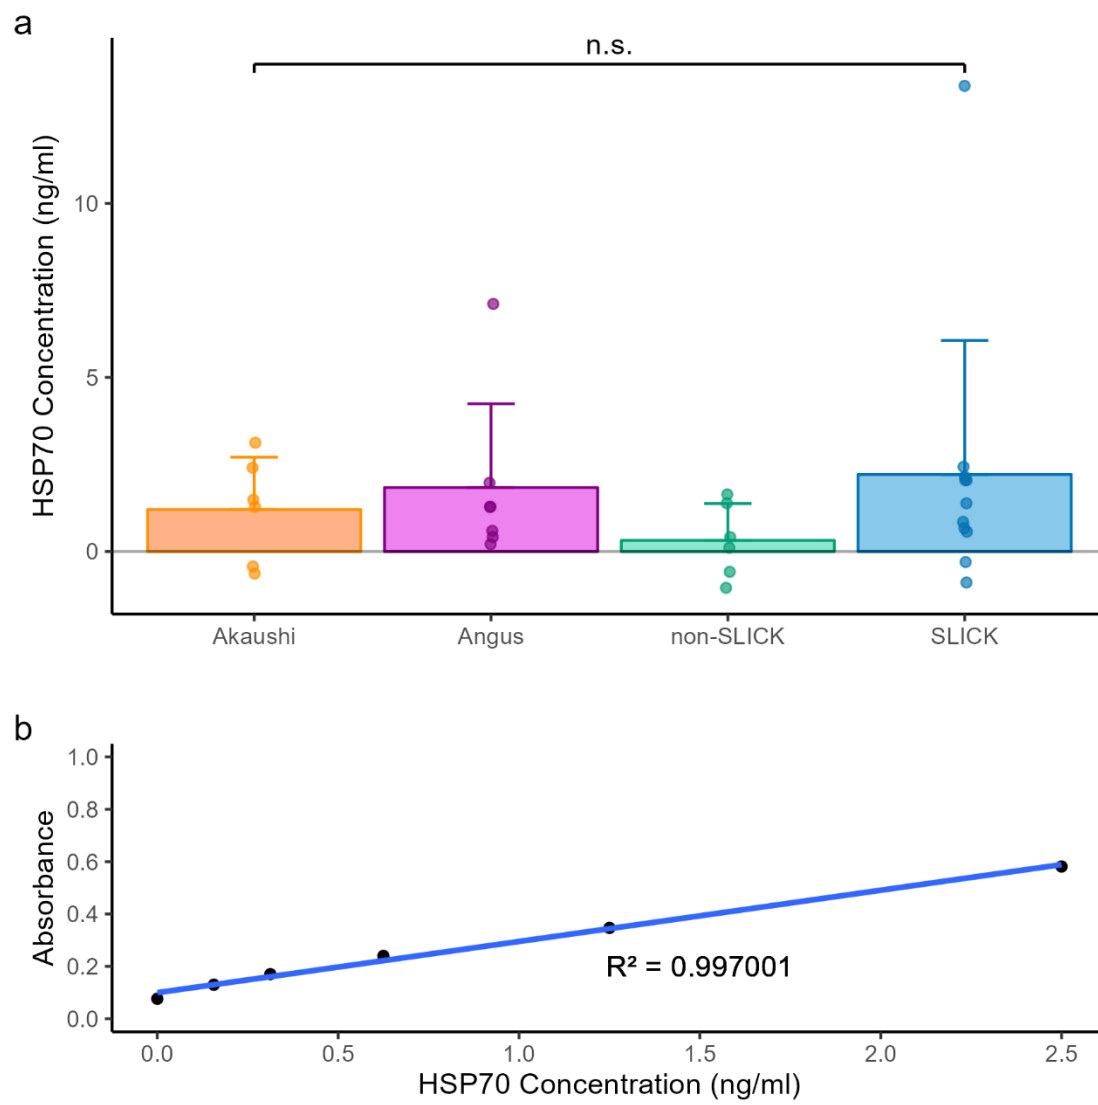 a
n.s.
HSP70 Concentration (ng/ml)
10
5
0
Akaushi Angus non-SLICK SLICK
b
Absorbance
1.0
0.8
0.6
0.4
0.2
0.0
R² = 0.997001
0.0 0.5 1.0 1.5 2.0 2.5
HSP70 Concentration (ng/ml)